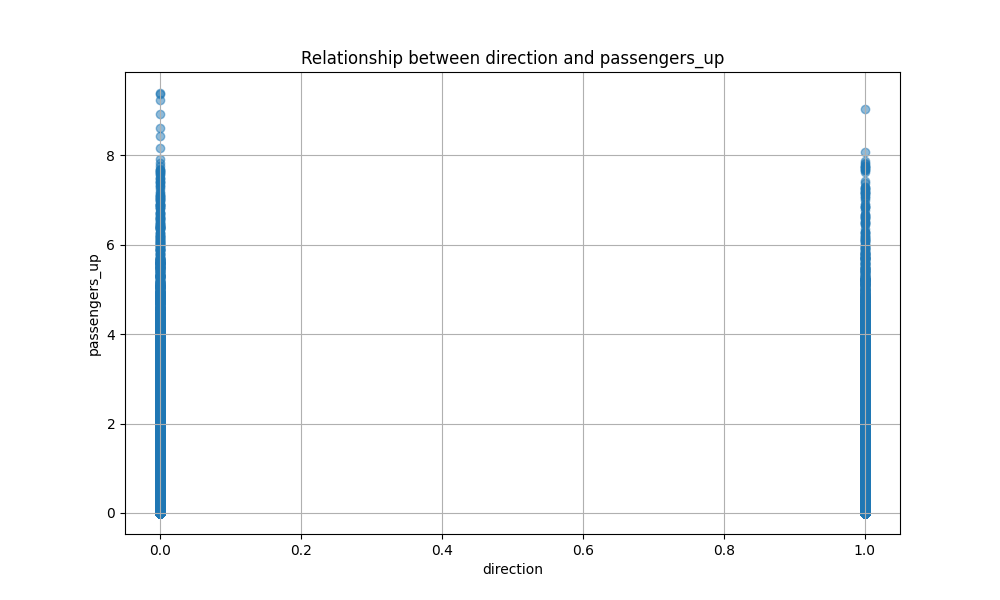 Relationship between direction and passengers_up
8
6
4
2
0
passengers_up
0.0 0.2 0.4 0.6 0.8 1.0
direction